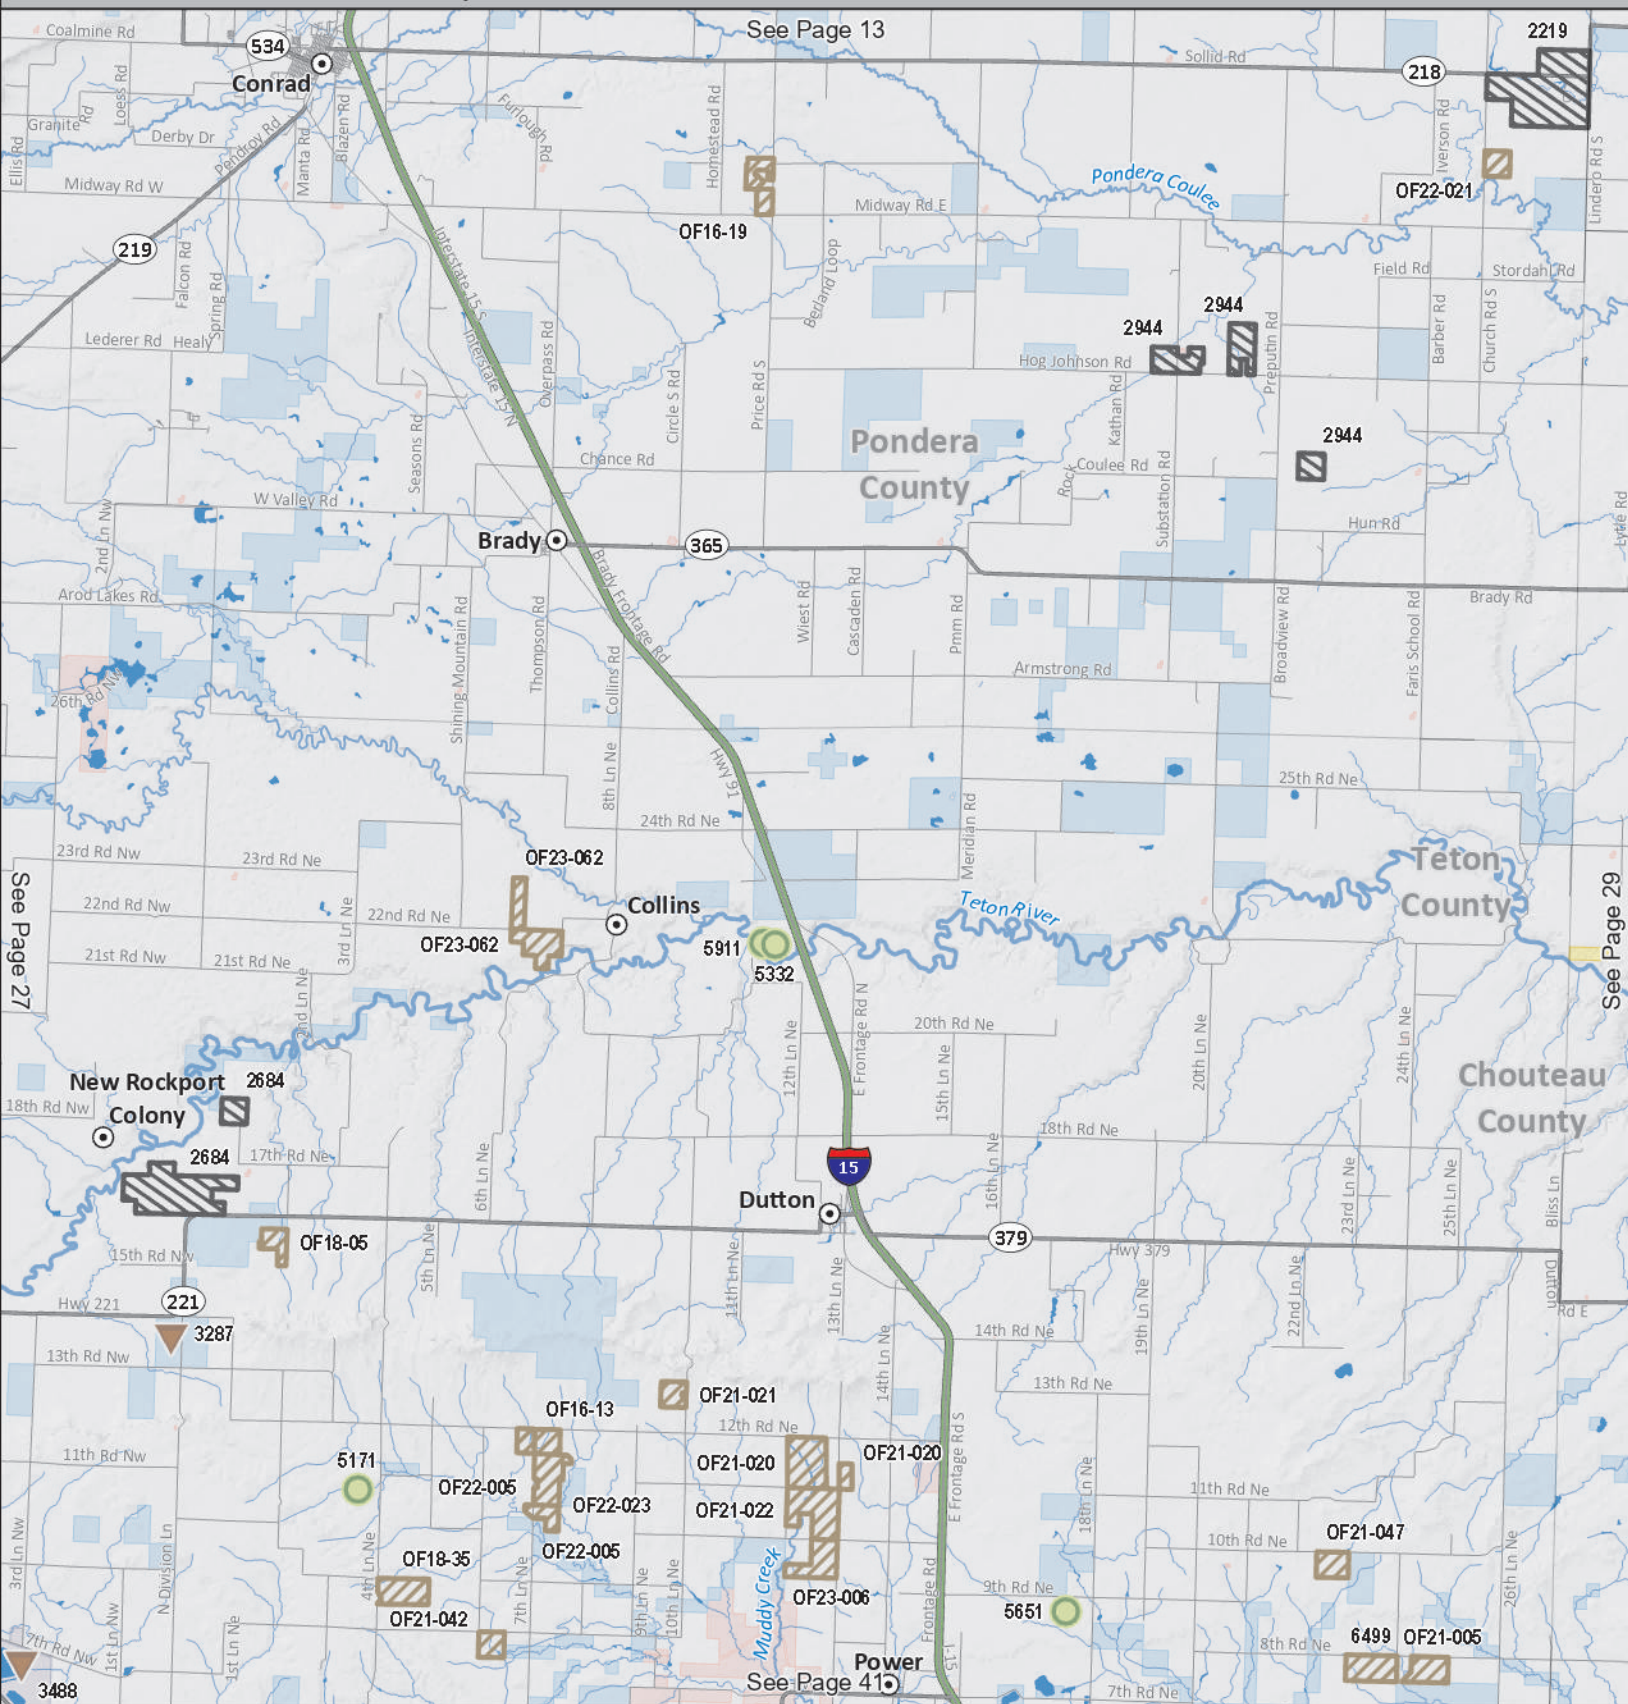 See Page 13
2219
Coalmine Rd
534
Conrad
Sollid Rd
218
Loess Rd
Granite Rd
Derby Dr
Pendroy Rd
Blazen Rd
Manta Rd
Furlough Rd
Homestead Rd
Ellis Rd
Midway Rd W
Iverson Rd
Lindero Rd S
Pondera Coulee
OF22-021
Midway Rd E
OF16-19
219
Falcon Rd
Spring Rd
Interstate 15 S
Interstate 15 N
Berland Loop
Field Rd
Stordahl Rd
2944
2944
Lederer Rd
Healy
Overpass Rd
Circle S Rd
Price Rd S
Hog Johnson Rd
Preputin Rd
Barber Rd
Church Rd S
Kathan Rd
Seasons Rd
Pondera
County
2944
Chance Rd
Rock
Coulee Rd
Substation Rd
W Valley Rd
2nd Ln Nw
Hun Rd
Lytle Rd
Brady
365
Brady Frontage Rd
Arod Lakes Rd
Brady Rd
Shining Mountain Rd
Thompson Rd
Collins Rd
Wiest Rd
Cascaden Rd
Pmm Rd
Broadview Rd
Faris School Rd
Armstrong Rd
26th Rd Nw
Hwy 91
8th Ln Ne
25th Rd Ne
24th Rd Ne
Meridian Rd
23rd Rd Nw
23rd Rd Ne
OF23-062
Teton
County
See Page 27
See Page 29
22nd Rd Nw
22nd Rd Ne
3rd Ln Ne
Collins
Teton River
OF23-062
5911
5332
21st Rd Nw
21st Rd Ne
2nd Ln Ne
E Frontage Rd N
12th Ln Ne
20th Rd Ne
15th Ln Ne
20th Ln Ne
24th Ln Ne
New Rockport
Colony
2684
Chouteau
County
18th Rd Nw
18th Rd Ne
17th Rd Ne
2684
6th Ln Ne
15
16th Ln Ne
23rd Ln Ne
25th Ln Ne
Bliss Ln
Dutton
OF18-05
379
Hwy 379
15th Rd Nw
5th Ln Ne
11th Ln Ne
13th Ln Ne
19th Ln Ne
22nd Ln Ne
Dutton
Rd E
Hwy 221
221
3287
14th Rd Ne
13th Rd Nw
14th Ln Ne
13th Rd Ne
OF21-021
OF16-13
12th Rd Ne
E Frontage Rd S
11th Rd Nw
5171
OF21-020
OF21-020
OF22-005
OF22-023
OF21-022
18th Ln Ne
11th Rd Ne
OF22-005
OF21-047
10th Rd Ne
3rd Ln Nw
N Division Ln
4th Ln Ne
OF18-35
7th Ln Ne
9th Ln Ne
10th Ln Ne
Muddy Creek
OF23-006
Frontage Rd
I-15
9th Rd Ne
5651
26th Ln Ne
OF21-042
8th Rd Ne
6499
OF21-005
7th Rd Nw
1st Ln Nw
1st Ln Ne
3488
Power
See Page 41
7th Rd Ne